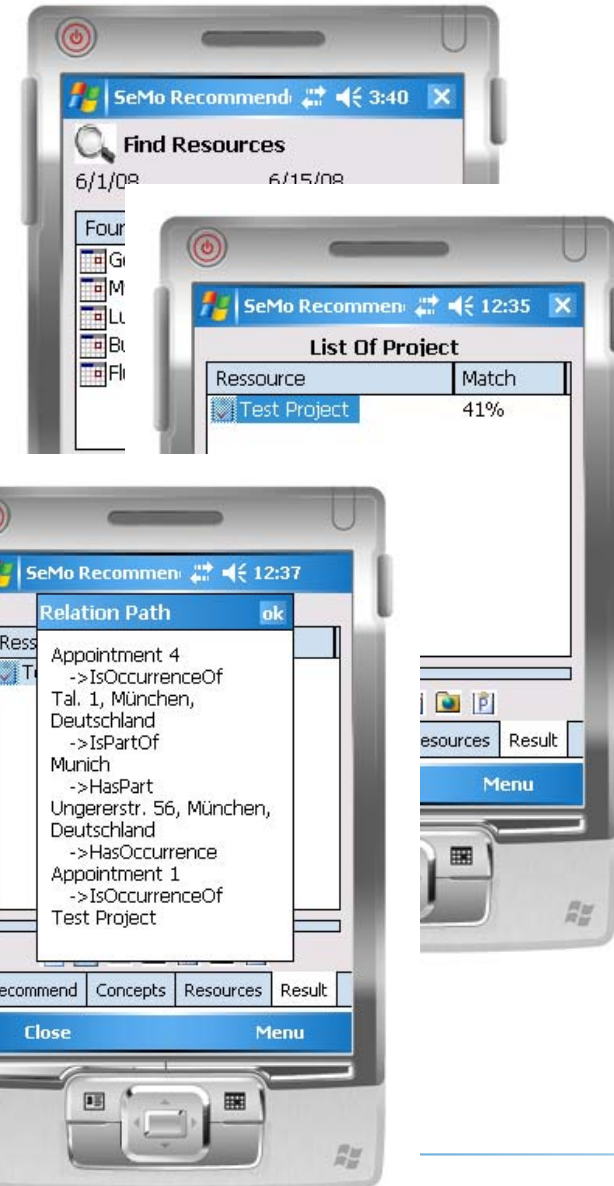 SeMo Recommend 3:40
Find Resources
6/1/08 6/15/08
SeMo Recommen 12:35
List Of Project
Ressource Match
Test Project 41%
Resources Result
Menu
SeMo Recommen 12:37
Relation Path ok
Appointment 4
->IsOccurrenceOf
Tal. 1, München,
Deutschland
->IsPartOf
Munich
->HasPart
Ungererstr. 56, München,
Deutschland
->HasOccurrence
Appointment 1
->IsOccurrenceOf
Test Project
Recommend Concepts Resources Result
Close Menu